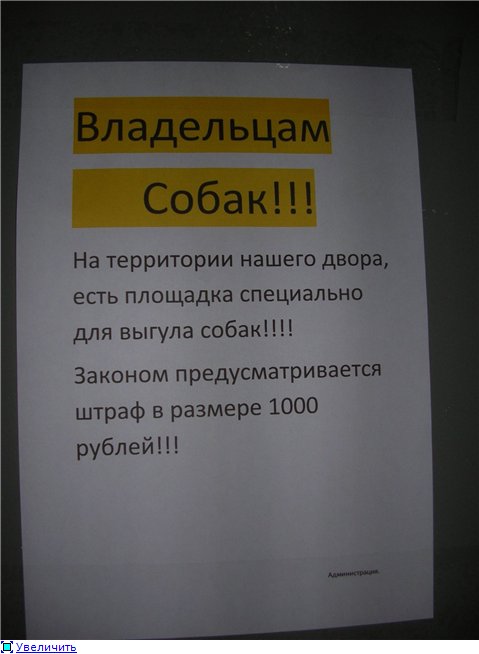 Владельцам
Собак!!!
На территории нашего двора,
есть площадка специально
для выгула собак!!!!
Законом предусматривается
штраф в размере 1000
рублей!!!
Администрация.
Увеличить